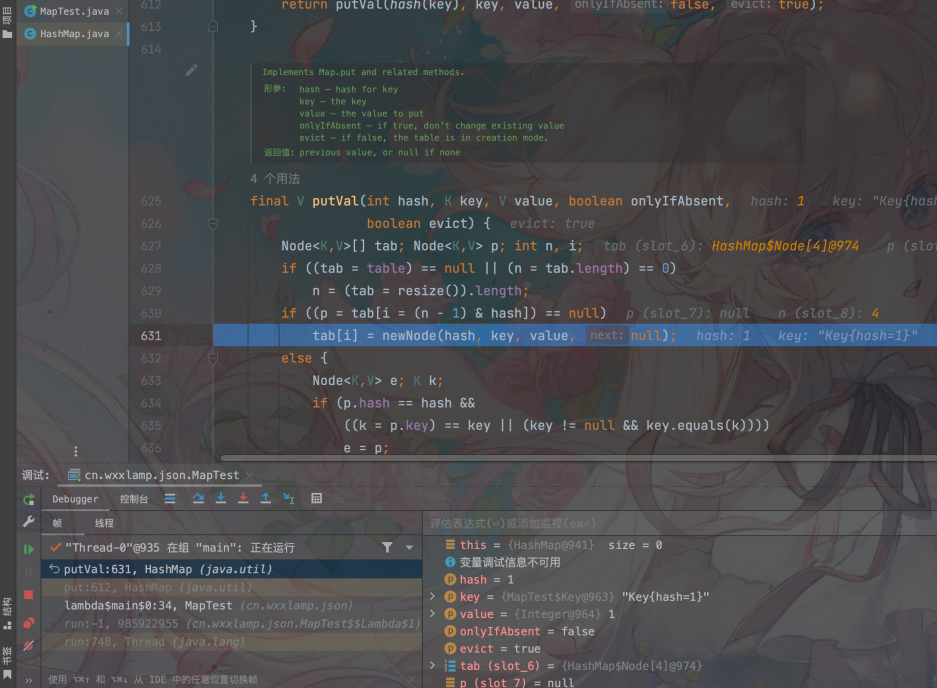 项目
MapTest.java
HashMap.java
612 return putVal(hash(key), key, value, onlyIfAbsent: false, evict: true);
613 }
614
Implements Map.put and related methods.
形参: hash – hash for key
key – the key
value – the value to put
onlyIfAbsent – if true, don't change existing value
evict – if false, the table is in creation mode.
返回值: previous value, or null if none
4 个用法
625 final V putVal(int hash, K key, V value, boolean onlyIfAbsent, hash: 1 key: "Key{hash
626 boolean evict) { evict: true
627 Node<K,V>[] tab; Node<K,V> p; int n, i; tab (slot_6): HashMap$Node[4]@974 p (slot
628 if ((tab = table) == null || (n = tab.length) == 0)
629 n = (tab = resize()).length;
630 if ((p = tab[i = (n - 1) & hash]) == null) p (slot_7): null n (slot_8): 4
631 tab[i] = newNode(hash, key, value, next: null); hash: 1 key: "Key{hash=1}"
632 else {
633 Node<K,V> e; K k;
634 if (p.hash == hash &&
635 ((k = p.key) == key || (key != null && key.equals(k))))
636 e = p;
调试: cn.wxxlamp.json.MapTest
Debugger 控制台
帧 线程
评估表达式(⏎)或添加监视(⇧⌘⏎)
"Thread-0"@935 在组 "main": 正在运行
putVal:631, HashMap (java.util)
put:612, HashMap (java.util)
lambda$main$0:34, MapTest (cn.wxxlamp.json)
run:-1, 985922955 (cn.wxxlamp.json.MapTest$$Lambda$1)
run:748, Thread (java.lang)
this = {HashMap@941} size = 0
变量调试信息不可用
hash = 1
key = {MapTest$Key@963} "Key{hash=1}"
value = {Integer@964} 1
onlyIfAbsent = false
evict = true
tab (slot_6) = {HashMap$Node[4]@974}
p (slot_7) = null
结构
书签
使用 ⌥⌘↑ 和 ⌥⌘↓ 从 IDE 中的任意位置切换帧